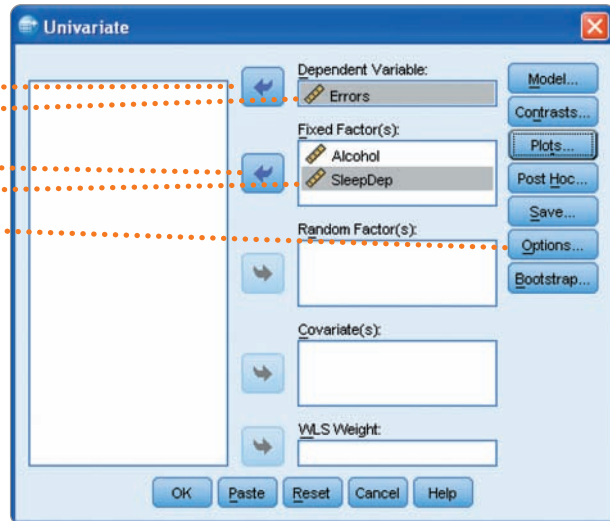 Univariate
Dependent Variable:
Errors
Fixed Factor(s):
Alcohol
SleepDep
Random Factor(s):
Covariate(s):
WLS Weight:
Model...
Contrasts...
Plots...
Post Hoc...
Save...
Options...
Bootstrap...
OK Paste Reset Cancel Help